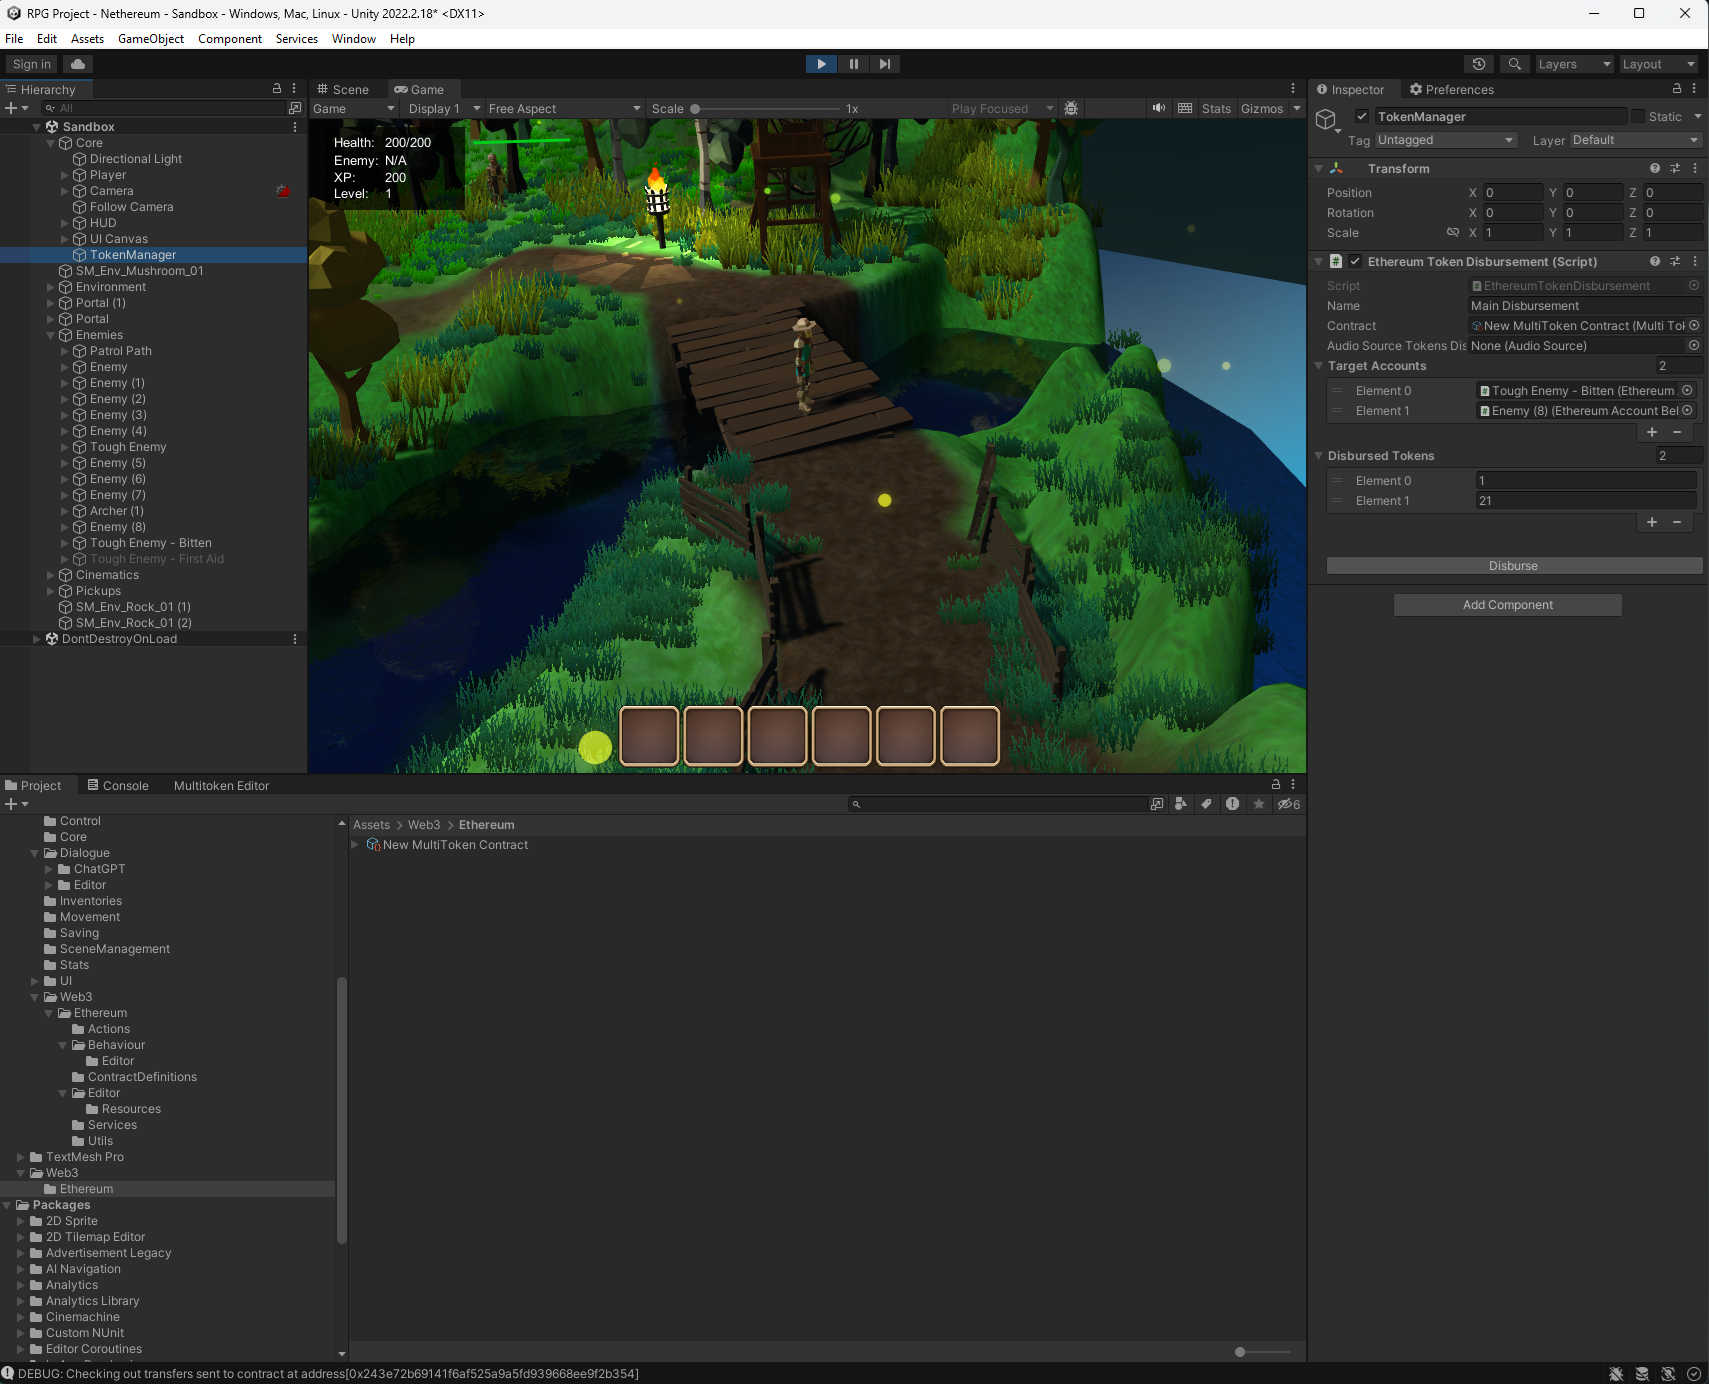 RPG Project - Nethereum - Sandbox - Windows, Mac, Linux - Unity 2022.2.18* <DX11>
File Edit Assets GameObject Component Services Window Help
Sign in
Layers
Layout
Hierarchy
All
Sandbox
Core
Directional Light
Player
Camera
Follow Camera
HUD
UI Canvas
TokenManager
SM_Env_Mushroom_01
Environment
Portal (1)
Portal
Enemies
Patrol Path
Enemy
Enemy (1)
Enemy (2)
Enemy (3)
Enemy (4)
Tough Enemy
Enemy (5)
Enemy (6)
Enemy (7)
Archer (1)
Enemy (8)
Tough Enemy - Bitten
Tough Enemy - First Aid
Cinematics
Pickups
SM_Env_Rock_01 (1)
SM_Env_Rock_01 (2)
DontDestroyOnLoad
Scene Game
Game Display 1 Free Aspect Scale 1x Play Focused Stats Gizmos
Health: 200/200
Enemy: N/A
XP: 200
Level: 1
Inspector Preferences
TokenManager Static
Tag Untagged Layer Default
Transform
Position X 0 Y 0 Z 0
Rotation X 0 Y 0 Z 0
Scale X 1 Y 1 Z 1
Ethereum Token Disbursement (Script)
Script EthereumTokenDisbursement
Name Main Disbursement
Contract New MultiToken Contract (Multi Tok
Audio Source Tokens Dis None (Audio Source)
Target Accounts 2
Element 0 Tough Enemy - Bitten (Ethereum
Element 1 Enemy (8) (Ethereum Account Bel
Disbursed Tokens 2
Element 0 1
Element 1 21
Disburse
Add Component
Project Console Multitoken Editor
6
Control
Core
Dialogue
ChatGPT
Editor
Inventories
Movement
Saving
SceneManagement
Stats
UI
Web3
Ethereum
Actions
Behaviour
Editor
ContractDefinitions
Editor
Resources
Services
Utils
TextMesh Pro
Web3
Ethereum
Packages
2D Sprite
2D Tilemap Editor
Advertisement Legacy
AI Navigation
Analytics
Analytics Library
Cinemachine
Custom NUnit
Editor Coroutines
Assets > Web3 > Ethereum
New MultiToken Contract
DEBUG: Checking out transfers sent to contract at address[0x243e72b69141f6af525a9a5fd939668ee9f2b354]